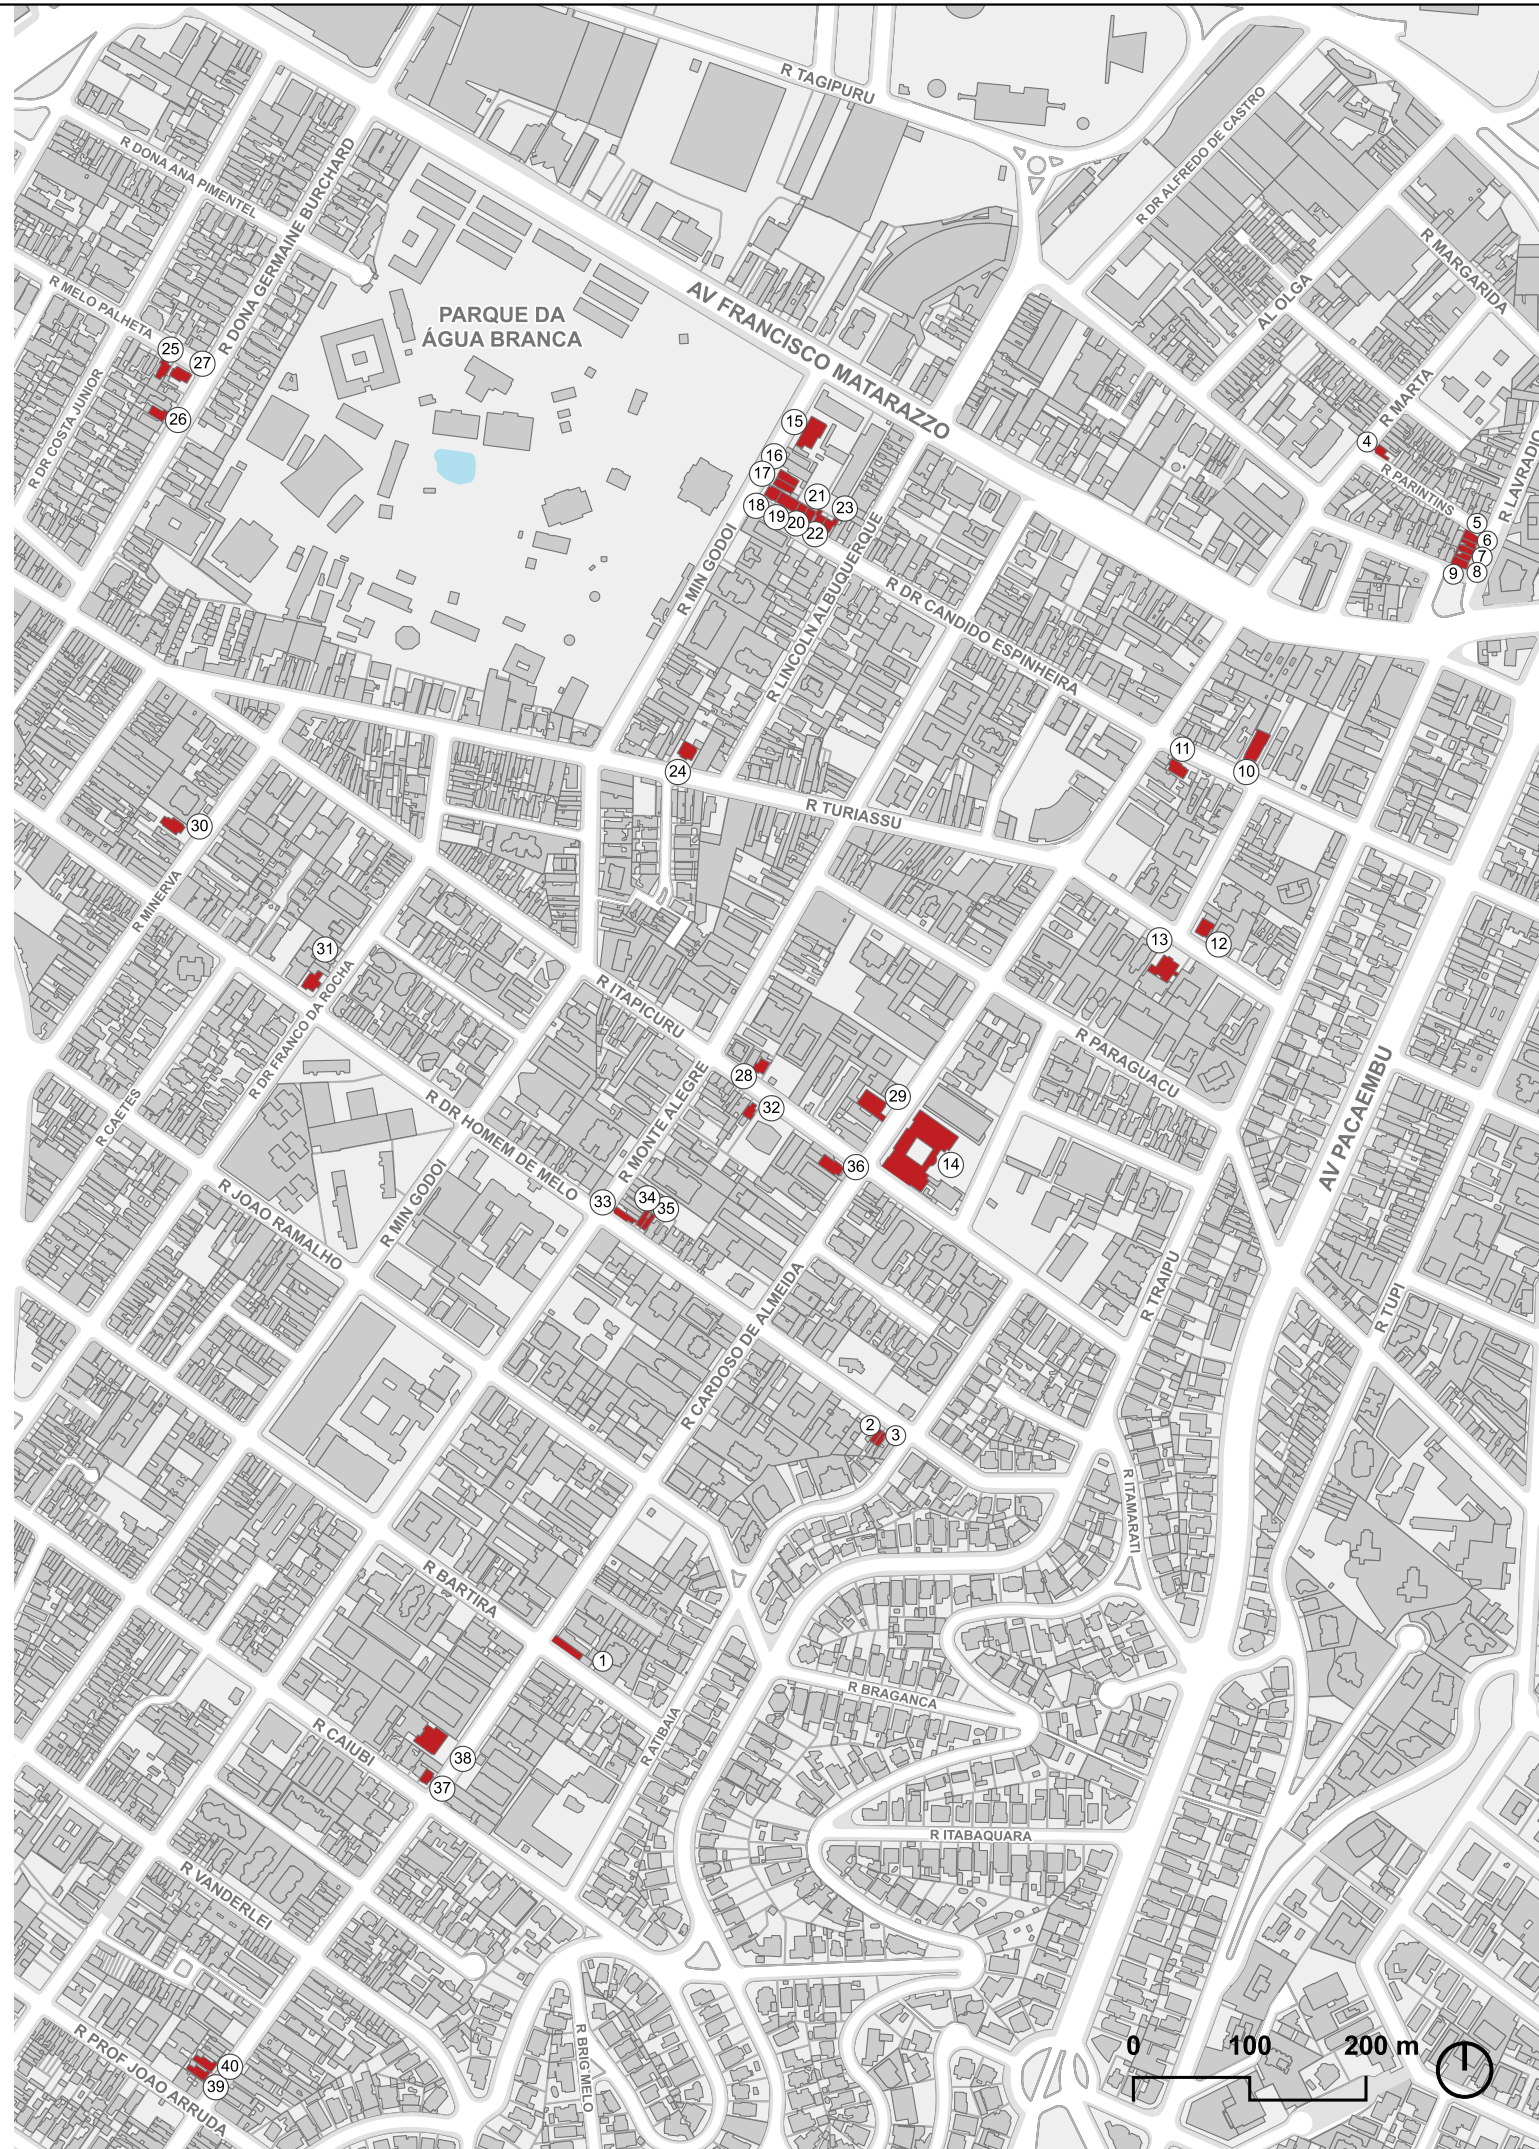 R TAGIPURU
R DR ALFREDO DE CASTRO
R DONA ANA PIMENTEL
R DONA GERMAINE BURCHARD
R MARGARIDA
R MELO PALHETA
AL OLGA
PARQUE DA
ÁGUA BRANCA
AV FRANCISCO MATARAZZO
25
27
26
R DR COSTA JUNIOR
R MARTA
4
R PARINTINS
R LAVRADIO
5
6
7
8
9
15
16
17
18
19
20
21
22
23
R MIN GODOI
R LINCOLN ALBUQUERQUE
R DR CANDIDO ESPINHEIRA
11
10
24
R TURIASSU
30
R MINERVA
31
R DR FRANCO DA ROCHA
R ITAPICURU
13
12
R PARAGUACU
AV PACAEMBU
28
29
32
36
14
R CAETES
R DR HOMEM DE MELO
R MONTE ALEGRE
33
34
35
R JOAO RAMALHO
R MIN GODOI
R CARDOSO DE ALMEIDA
R TRAIPU
R TUPI
2
3
R ITAMARATI
R BARTIRA
1
R BRAGANCA
R ATIBAIA
R CAIUBI
38
37
R ITABAQUARA
R VANDERLEI
R PROF JOAO ARRUDA
40
39
R BRIG MELO
0 100 200 m